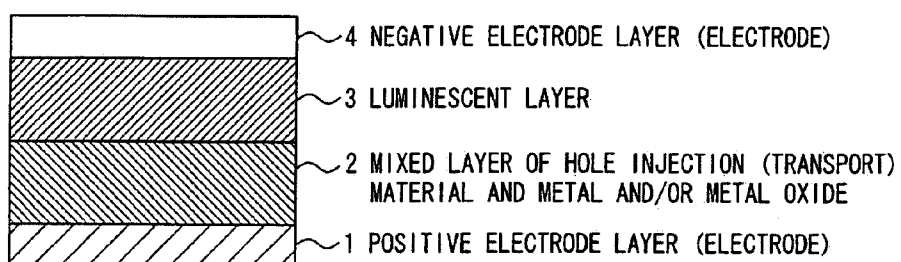 4 NEGATIVE ELECTRODE LAYER (ELECTRODE)
3 LUMINESCENT LAYER
2 MIXED LAYER OF HOLE INJECTION (TRANSPORT)
MATERIAL AND METAL AND/OR METAL OXIDE
1 POSITIVE ELECTRODE LAYER (ELECTRODE)